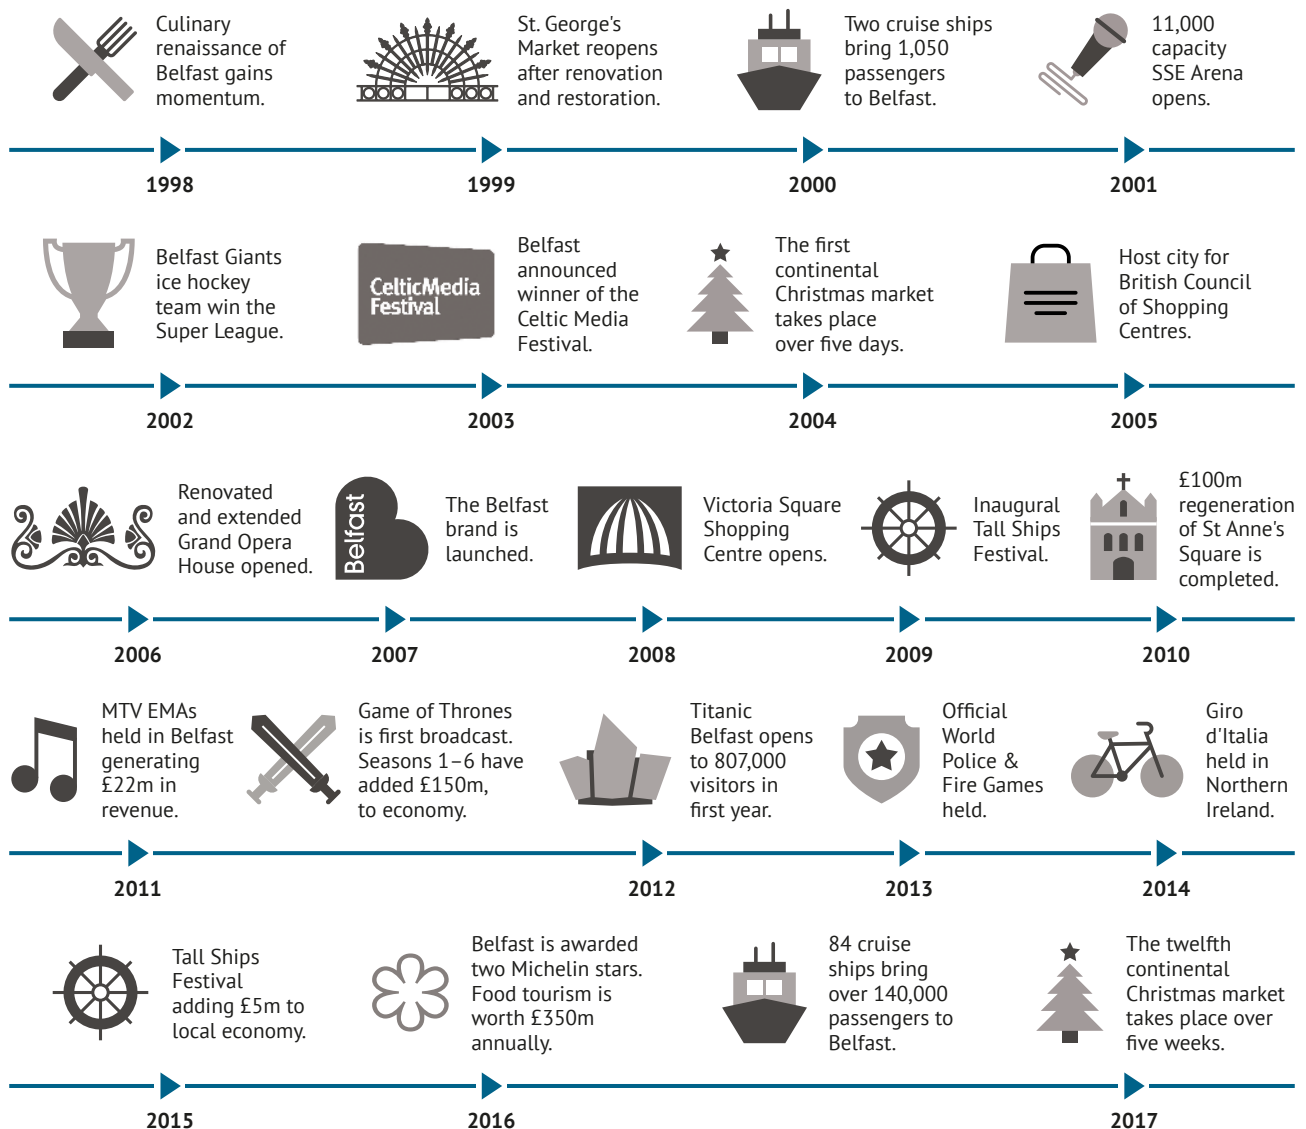 Culinary
renaissance of
Belfast gains
momentum.
St. George's
Market reopens
after renovation
and restoration.
Two cruise ships
bring 1,050
passengers
to Belfast.
11,000
capacity
SSE Arena
opens.
1998
1999
2000
2001
Belfast Giants
ice hockey
team win the
Super League.
CelticMedia
Festival
Belfast
announced
winner of the
Celtic Media
Festival.
The first
continental
Christmas market
takes place
over five days.
Host city for
British Council
of Shopping
Centres.
2002
2003
2004
2005
Renovated
and extended
Grand Opera
House opened.
Belfast
The Belfast
brand is
launched.
Victoria Square
Shopping
Centre opens.
Inaugural
Tall Ships
Festival.
£100m
regeneration
of St Anne's
Square is
completed.
2006
2007
2008
2009
2010
MTV EMAs
held in Belfast
generating
£22m in
revenue.
Game of Thrones
is first broadcast.
Seasons 1–6 have
added £150m,
to economy.
Titanic
Belfast opens
to 807,000
visitors in
first year.
Official
World
Police &
Fire Games
held.
Giro
d'Italia
held in
Northern
Ireland.
2011
2012
2013
2014
Tall Ships
Festival
adding £5m to
local economy.
Belfast is awarded
two Michelin stars.
Food tourism is
worth £350m
annually.
84 cruise
ships bring
over 140,000
passengers to
Belfast.
The twelfth
continental
Christmas market
takes place over
five weeks.
2015
2016
2017